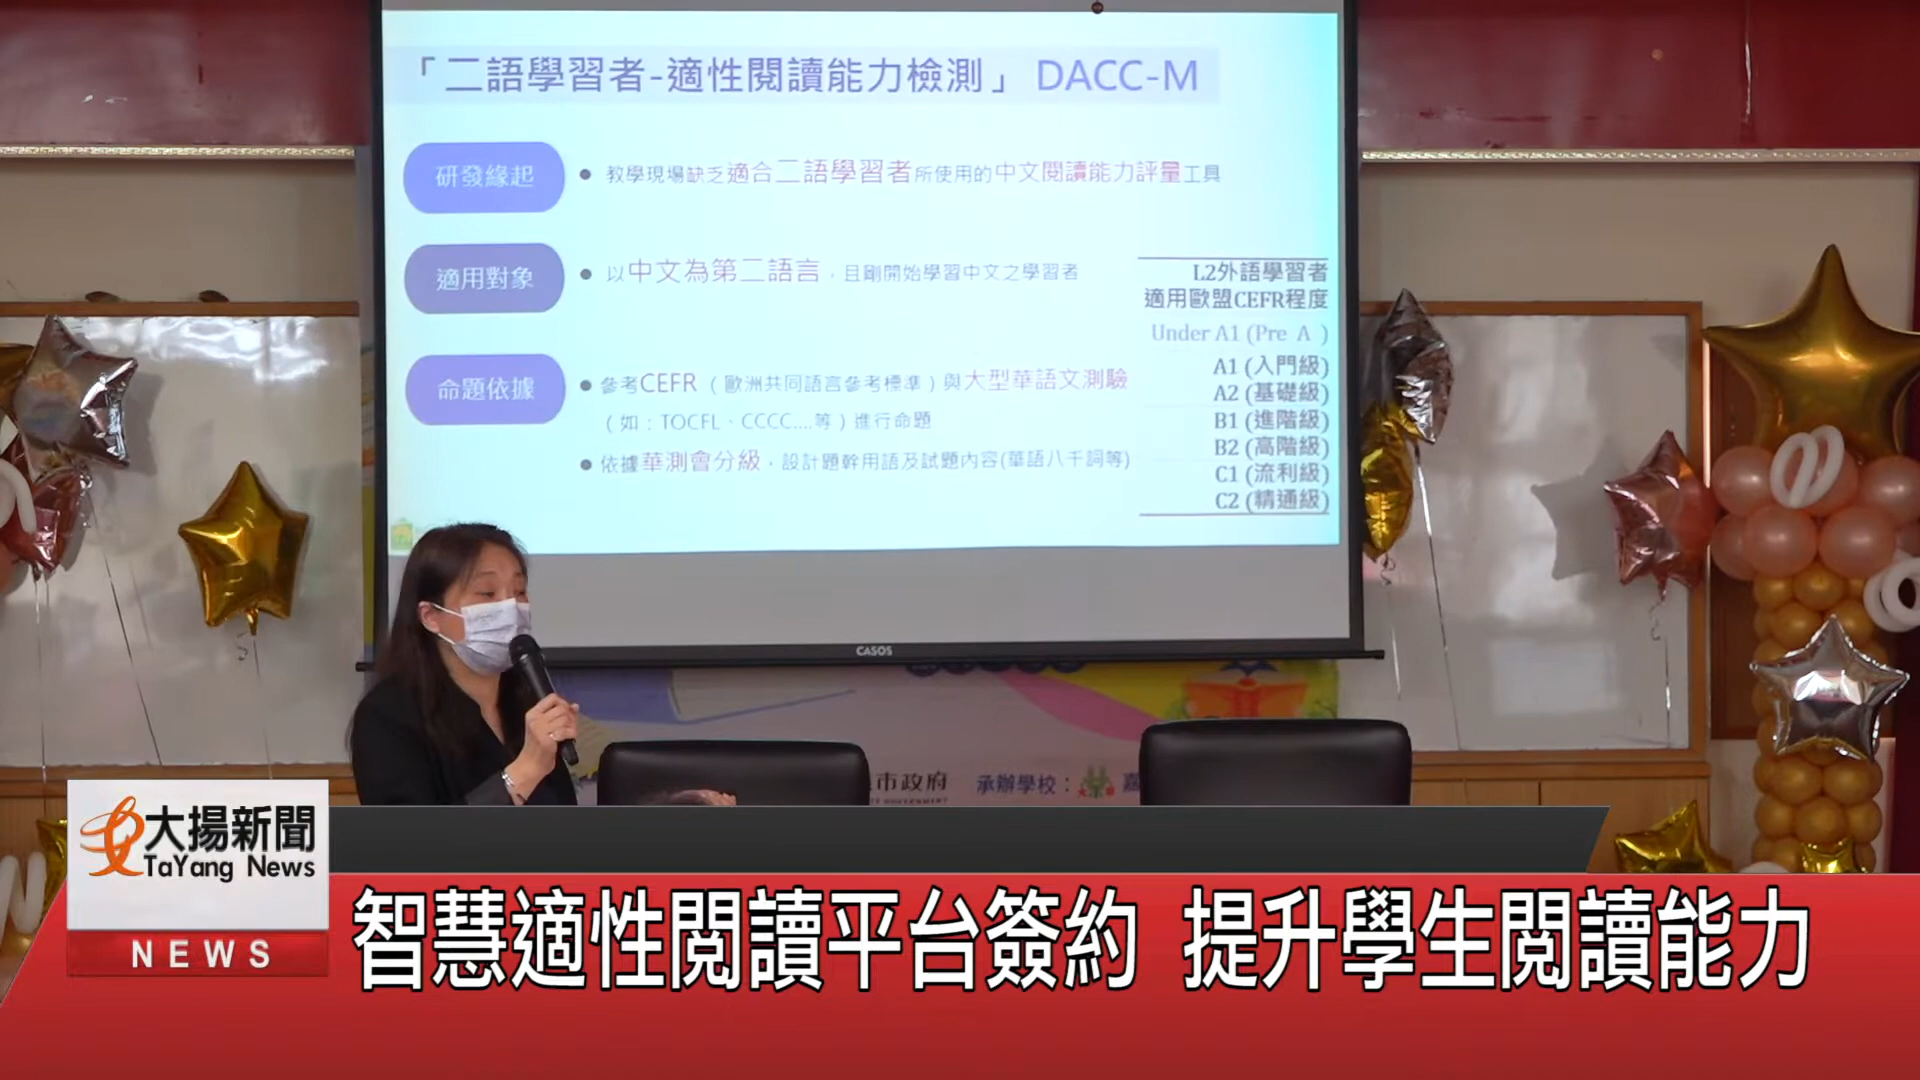 「二語學習者-適性閱讀能力檢測」 DACC-M
研發緣起
● 教學現場缺乏適合二語學習者所使用的中文閱讀能力評量工具
適用對象
● 以中文為第二語言，且剛開始學習中文之學習者
命題依據
● 參考CEFR（歐洲共同語言參考標準）與大型華語文測驗
（如：TOCFL、CCCC....等）進行命題
● 依據華測會分級，設計題幹用語及試題內容(華語八千詞等)
L2外語學習者
適用歐盟CEFR程度
Under A1 (Pre A )
A1 (入門級)
A2 (基礎級)
B1 (進階級)
B2 (高階級)
C1 (流利級)
C2 (精通級)
CASOS
市政府 承辦學校： 嘉
大揚新聞
TaYang News
NEWS
智慧適性閱讀平台簽約 提升學生閱讀能力